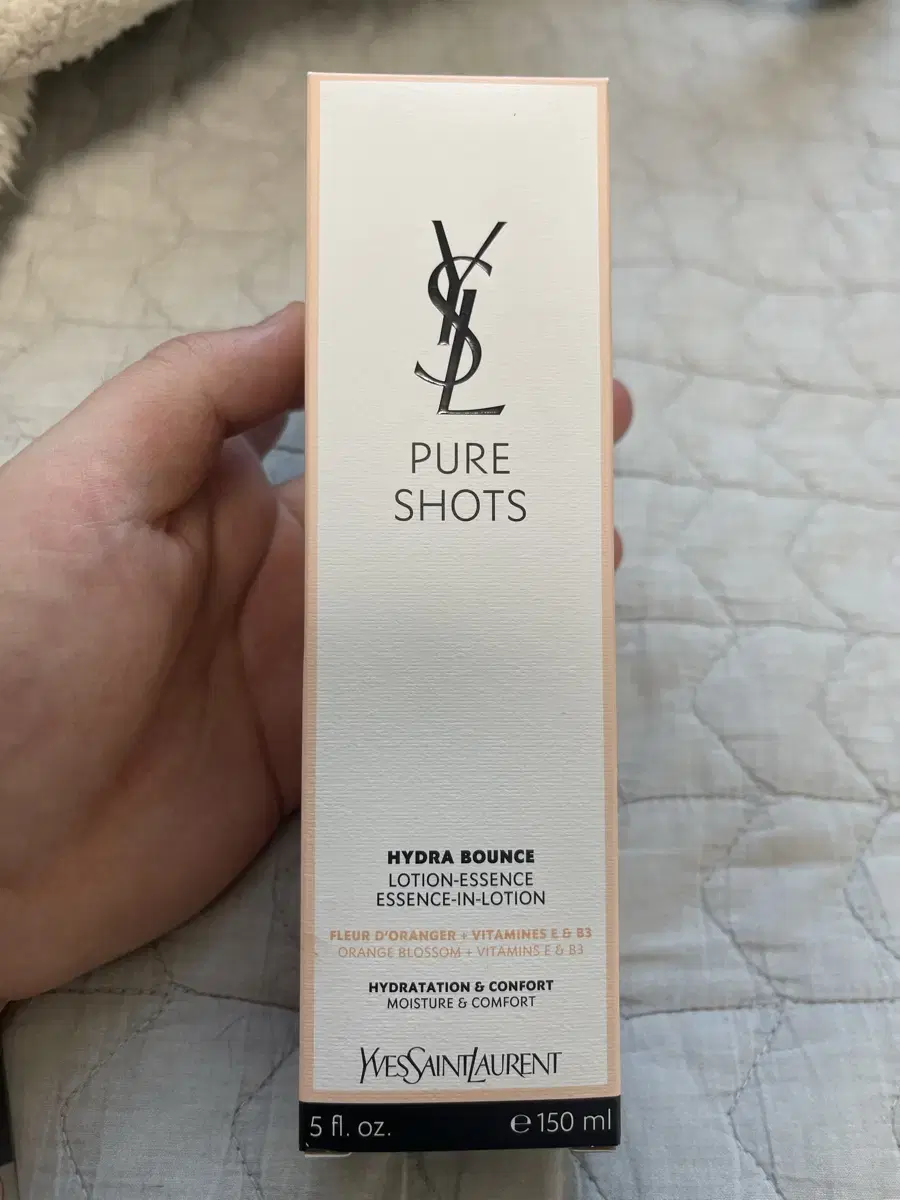 YSL
PURE
SHOTS
HYDRA BOUNCE
LOTION-ESSENCE
ESSENCE-IN-LOTION
FLEUR D'ORANGER + VITAMINES E & B3
ORANGE BLOSSOM + VITAMINS E & B3
HYDRATATION & CONFORT
MOISTURE & COMFORT
YVESSAINTLAURENT
5 fl. oz. ℮ 150 ml